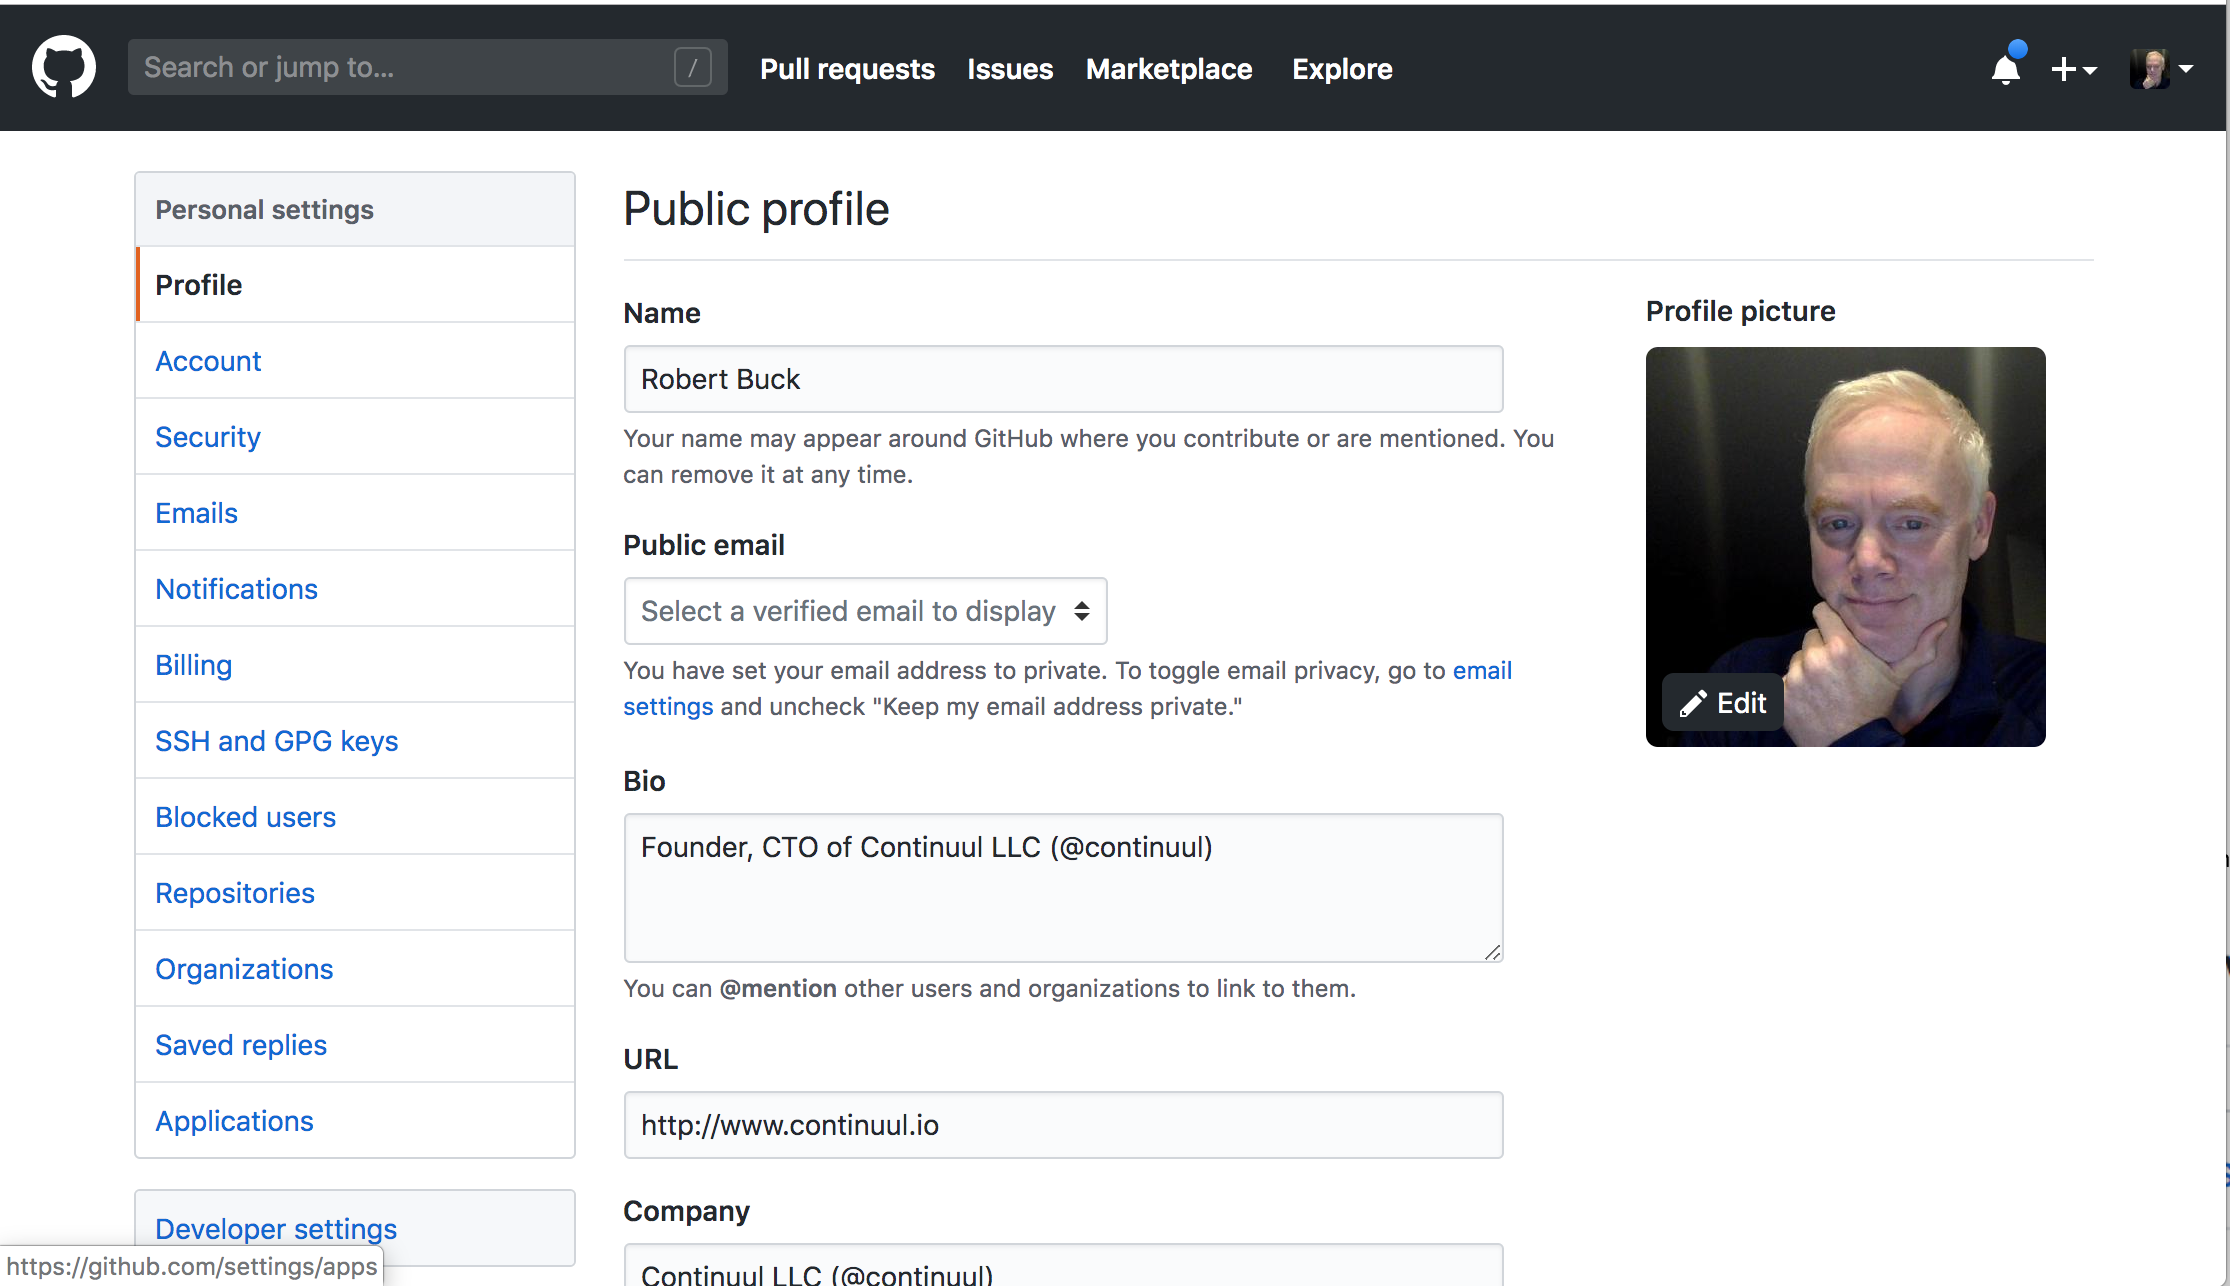 Search or jump to...
/
Pull requests
Issues
Marketplace
Explore
Personal settings
Profile
Account
Security
Emails
Notifications
Billing
SSH and GPG keys
Blocked users
Repositories
Organizations
Saved replies
Applications
Developer settings
https://github.com/settings/apps
Public profile
Name
Robert Buck
Your name may appear around GitHub where you contribute or are mentioned. You
can remove it at any time.
Public email
Select a verified email to display
You have set your email address to private. To toggle email privacy, go to email
settings and uncheck "Keep my email address private."
Bio
Founder, CTO of Continuul LLC (@continuul)
You can @mention other users and organizations to link to them.
URL
http://www.continuul.io
Company
Continuul LLC (@continuul)
Profile picture
Edit